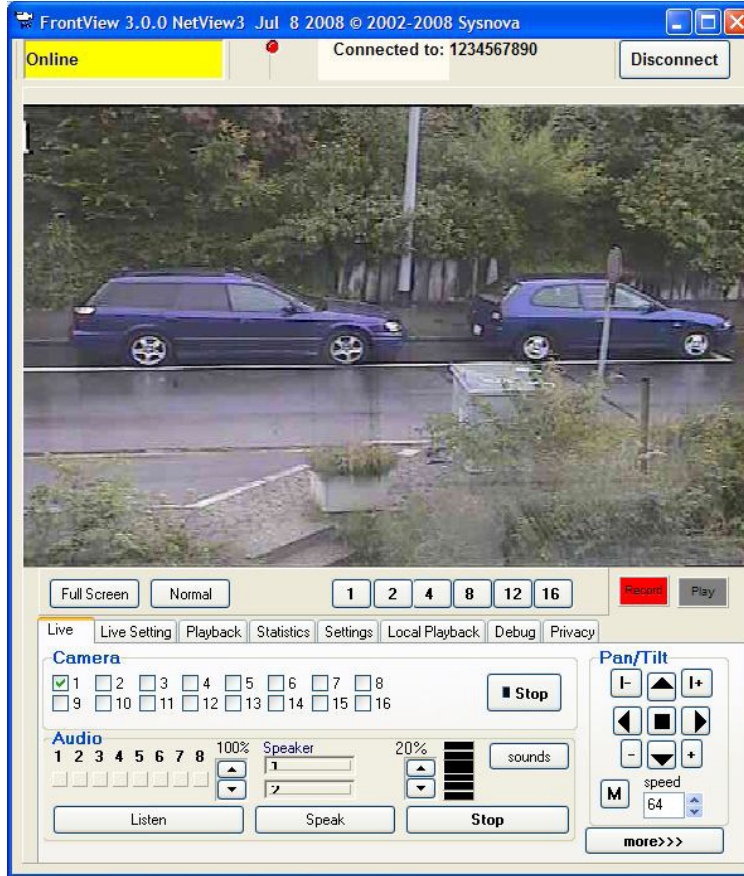 FrontView 3.0.0 NetView3 Jul 8 2008 © 2002-2008 Sysnova
Online
Connected to: 1234567890
Disconnect
Full Screen Normal 1 2 4 8 12 16 Record Play
Live Live Setting Playback Statistics Settings Local Playback Debug Privacy
Camera
1 2 3 4 5 6 7 8
9 10 11 12 13 14 15 16
Stop
Pan/Tilt
I- I+
- +
M speed
64
more>>>
Audio
1 2 3 4 5 6 7 8
100%
Speaker
1
2
20%
sounds
Listen Speak Stop